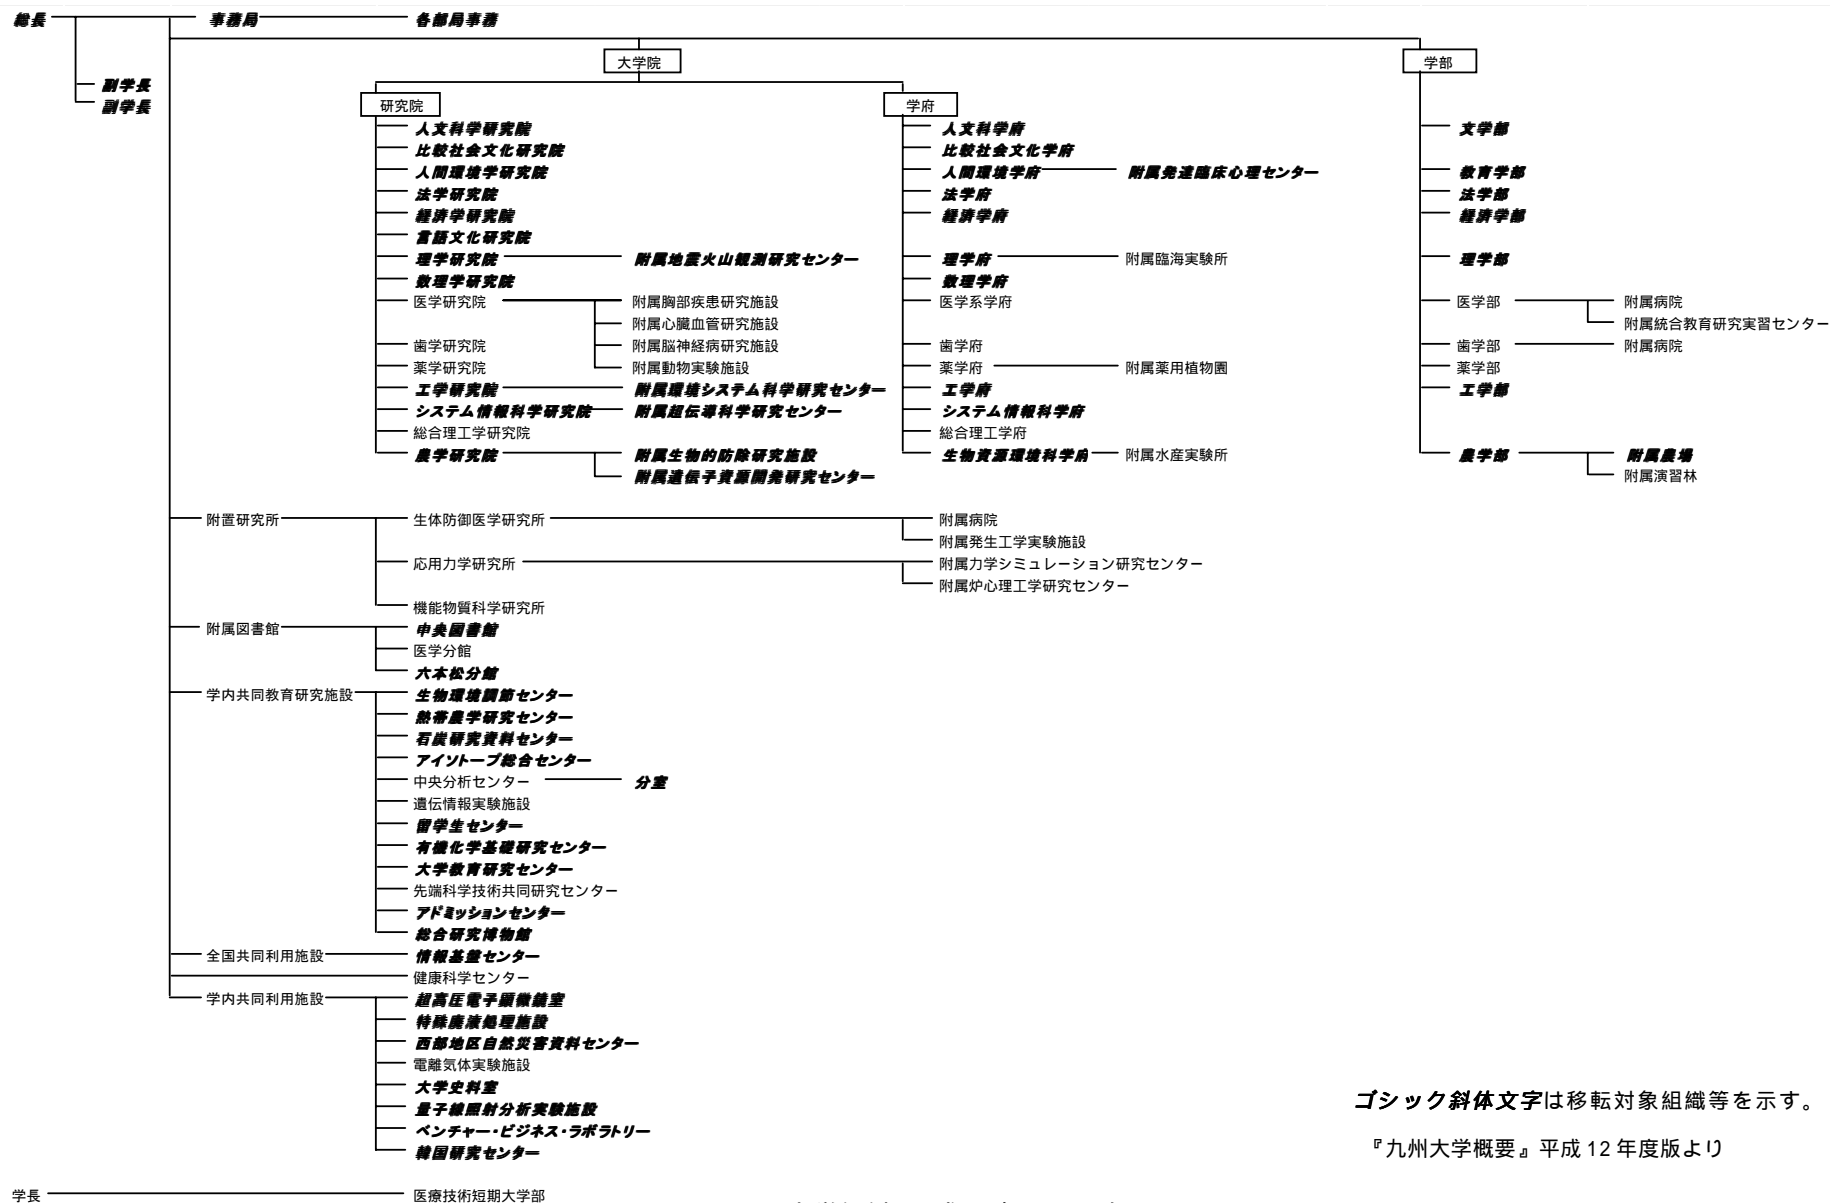 総長 事務局 各部局事務
大学院 学部
副学長
副学長
研究院 学府
人文科学研究院 人文科学府 文学部
比較社会文化研究院 比較社会文化学府
人間環境学研究院 人間環境学府 附属発達臨床心理センター 教育学部
法学研究院 法学府 法学部
経済学研究院 経済学府 経済学部
言語文化研究院
理学研究院 附属地震火山観測研究センター 理学府 附属臨海実験所 理学部
数理学研究院 数理学府
医学研究院 附属胸部疾患研究施設 医学系学府 医学部 附属病院
附属心臓血管研究施設 附属統合教育研究実習センター
歯学研究院 附属脳神経病研究施設 歯学府 歯学部 附属病院
薬学研究院 附属動物実験施設 薬学府 附属薬用植物園 薬学部
工学研究院 附属環境システム科学研究センター 工学府 工学部
システム情報科学研究院 附属超伝導科学研究センター システム情報科学府
総合理工学研究院 総合理工学府
農学研究院 附属生物的防除研究施設 生物資源環境科学府 附属水産実験所 農学部 附属農場
附属遺伝子資源開発研究センター 附属演習林
附置研究所 生体防御医学研究所 附属病院
附属発生工学実験施設
応用力学研究所 附属力学シミュレーション研究センター
附属炉心理工学研究センター
機能物質科学研究所
附属図書館 中央図書館
医学分館
六本松分館
学内共同教育研究施設 生物環境調節センター
熱帯農学研究センター
石炭研究資料センター
アイソトープ総合センター
中央分析センター 分室
遺伝情報実験施設
留学生センター
有機化学基礎研究センター
大学教育研究センター
先端科学技術共同研究センター
アドミッションセンター
総合研究博物館
全国共同利用施設 情報基盤センター
健康科学センター
学内共同利用施設 超高圧電子顕微鏡室
特殊廃液処理施設
西部地区自然災害資料センター
電離気体実験施設
大学史料室
量子線照射分析実験施設
ベンチャー・ビジネス・ラボラトリー
韓国研究センター
ゴシック斜体文字は移転対象組織等を示す。
『九州大学概要』平成12年度版より
学長 医療技術短期大学部